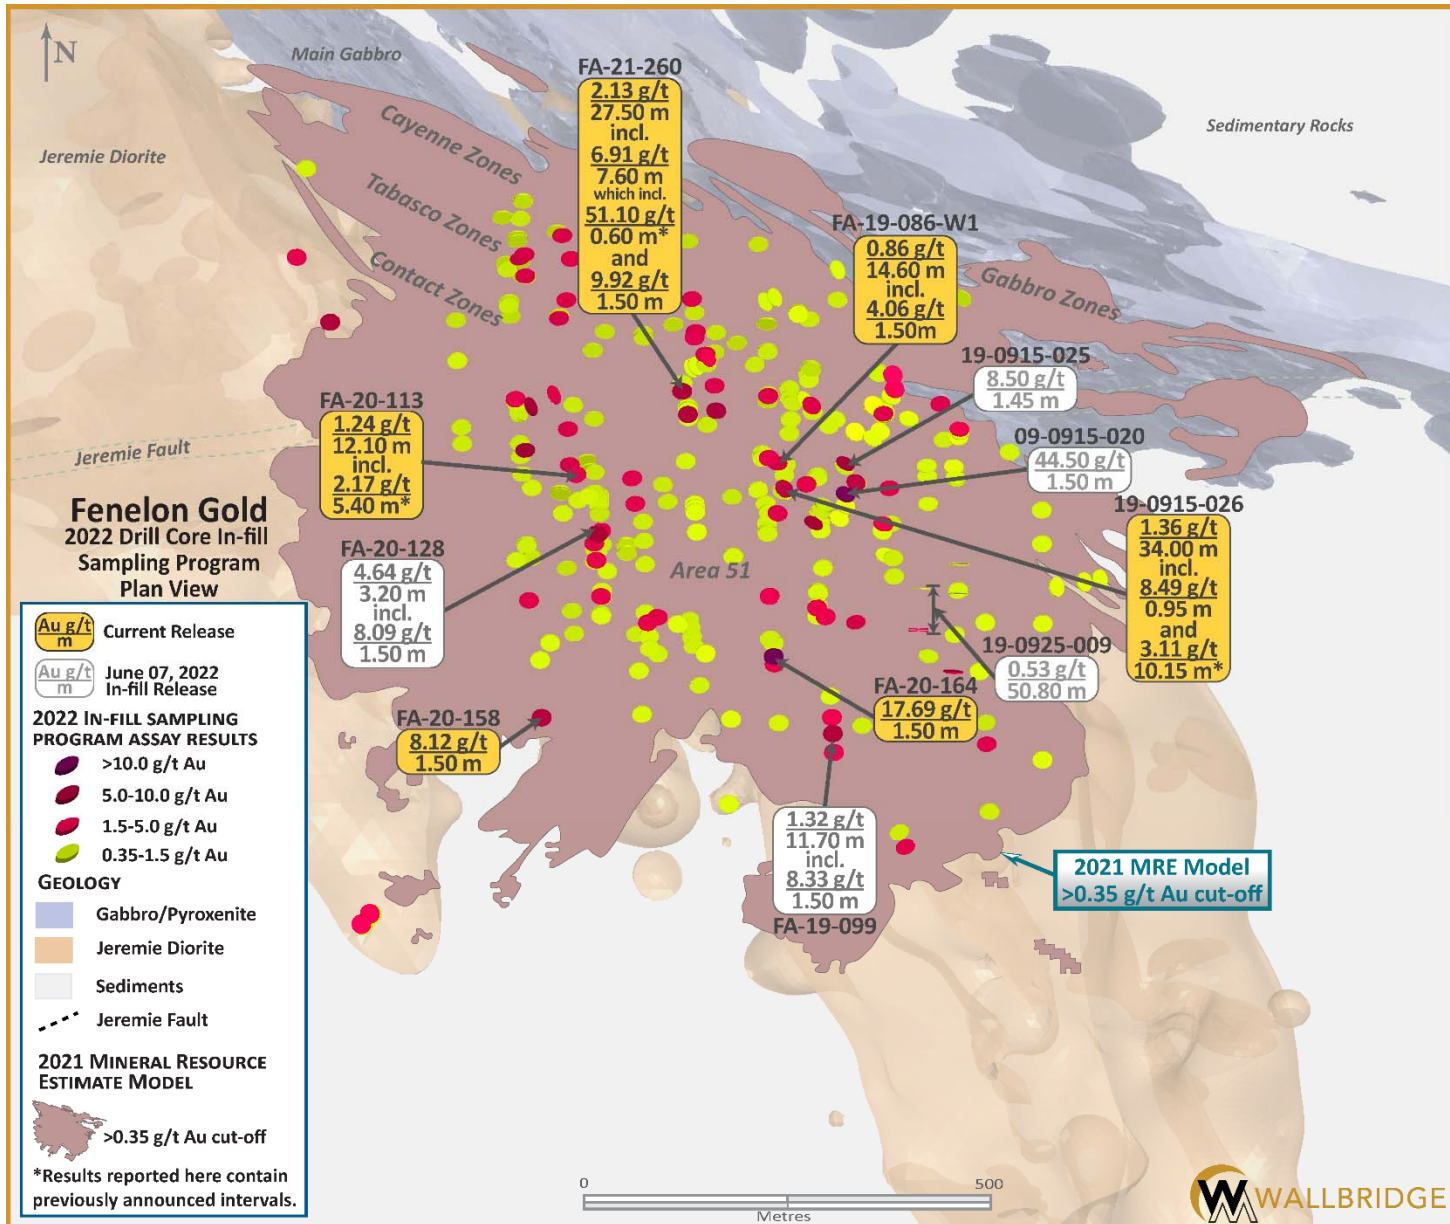 N
Main Gabbro
Jeremie Diorite
Cayenne Zones
Tabasco Zones
Contact Zones
Sedimentary Rocks
Gabbro Zones
Jeremie Fault
Area 51
FA-21-260
2.13 g/t
27.50 m
incl.
6.91 g/t
7.60 m
which incl.
51.10 g/t
0.60 m*
and
9.92 g/t
1.50 m
FA-19-086-W1
0.86 g/t
14.60 m
incl.
4.06 g/t
1.50m
19-0915-025
8.50 g/t
1.45 m
09-0915-020
44.50 g/t
1.50 m
19-0915-026
1.36 g/t
34.00 m
incl.
8.49 g/t
0.95 m
and
3.11 g/t
10.15 m*
FA-20-113
1.24 g/t
12.10 m
incl.
2.17 g/t
5.40 m*
FA-20-128
4.64 g/t
3.20 m
incl.
8.09 g/t
1.50 m
19-0925-009
0.53 g/t
50.80 m
FA-20-164
17.69 g/t
1.50 m
FA-20-158
8.12 g/t
1.50 m
1.32 g/t
11.70 m
incl.
8.33 g/t
1.50 m
FA-19-099
2021 MRE Model
>0.35 g/t Au cut-off
Fenelon Gold
2022 Drill Core In-fill
Sampling Program
Plan View
Au g/t
m
Current Release
Au g/t
m
June 07, 2022
In-fill Release
2022 In-fill sampling
program assay results
>10.0 g/t Au
5.0-10.0 g/t Au
1.5-5.0 g/t Au
0.35-1.5 g/t Au
Geology
Gabbro/Pyroxenite
Jeremie Diorite
Sediments
Jeremie Fault
2021 Mineral Resource
Estimate Model
>0.35 g/t Au cut-off
*Results reported here contain
previously announced intervals.
0
500
Metres
WALLBRIDGE